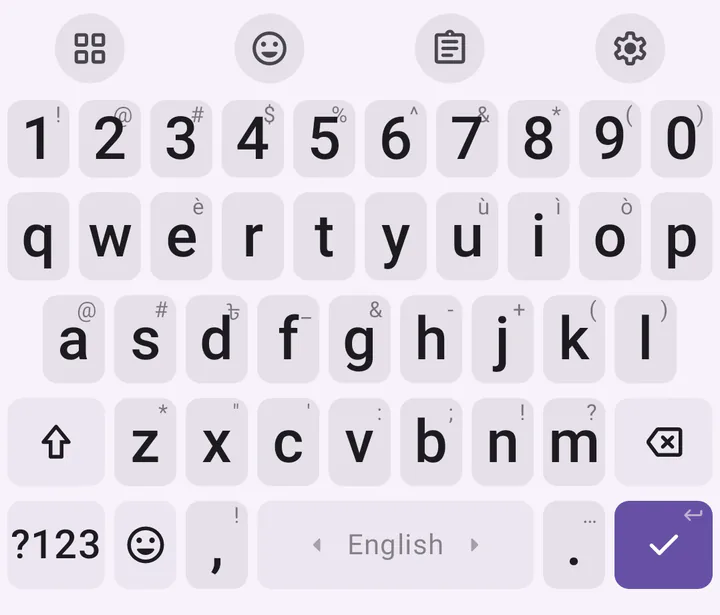 1 ! 2 @ 3 # 4 $ 5 % 6 ^ 7 & 8 * 9 ( 0 )
q w e è r t y u ù i ì o ò p
a @ s # d f _ g & h - j + k ( l )
z * x " c ' v : b ; n ! m ?
?123 , ! English . ...